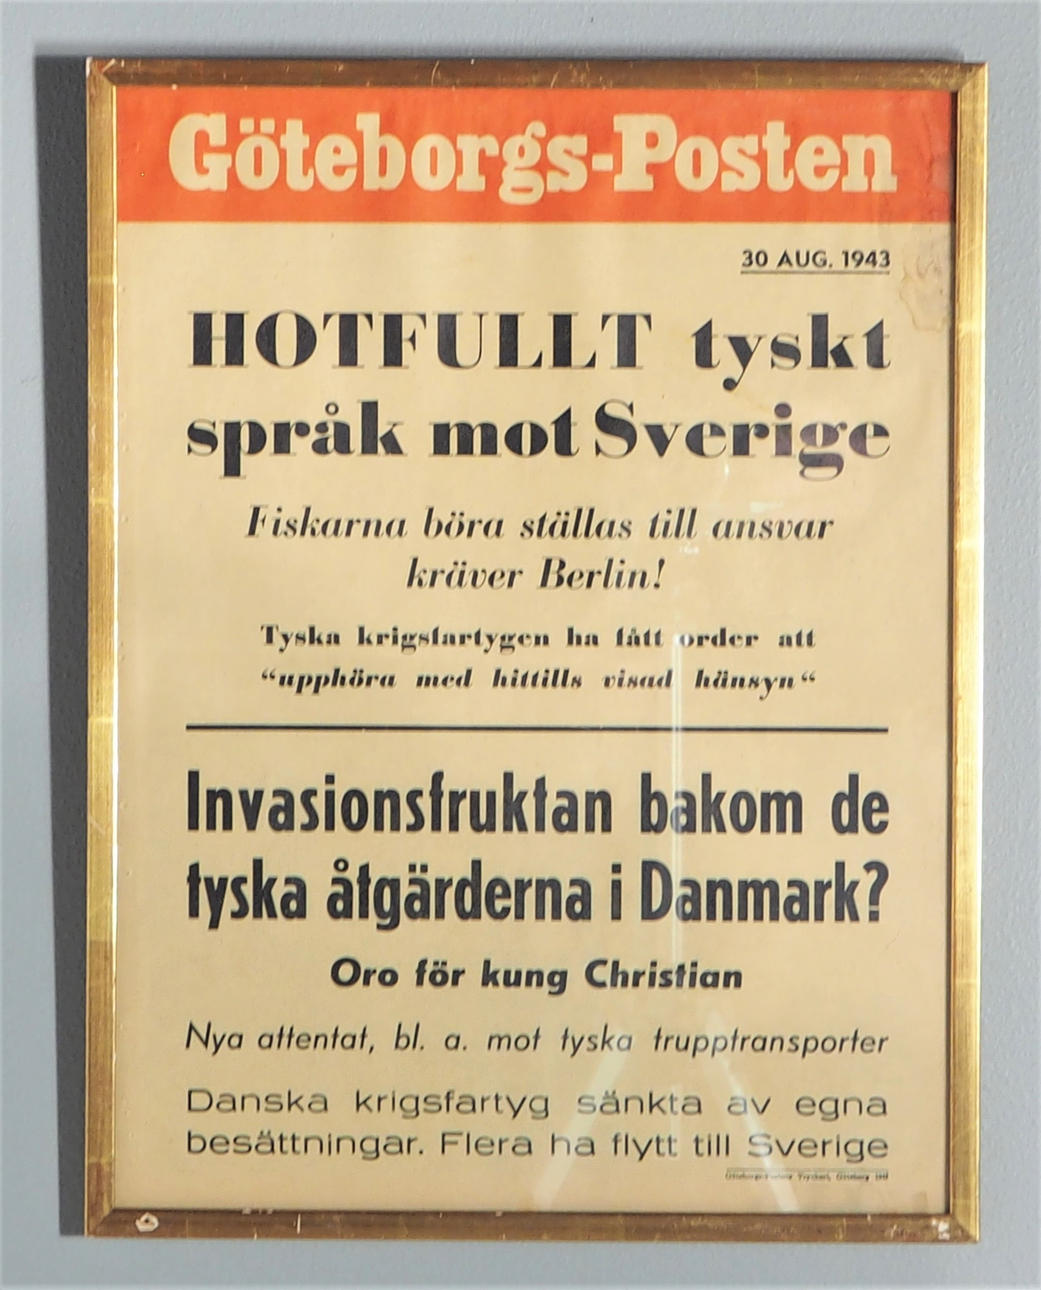 Göteborgs-Posten
30 AUG. 1943
HOTFULLT tyskt
språk mot Sverige
Fiskarna böra ställas till ansvar
kräver Berlin!
Tyska krigsfartygen ha fått order att
“upphöra med hittills visad hänsyn“
Invasionsfruktan bakom de
tyska åtgärderna i Danmark?
Oro för kung Christian
Nya attentat, bl. a. mot tyska trupptransporter
Danska krigsfartyg sänkta av egna
besättningar. Flera ha flytt till Sverige